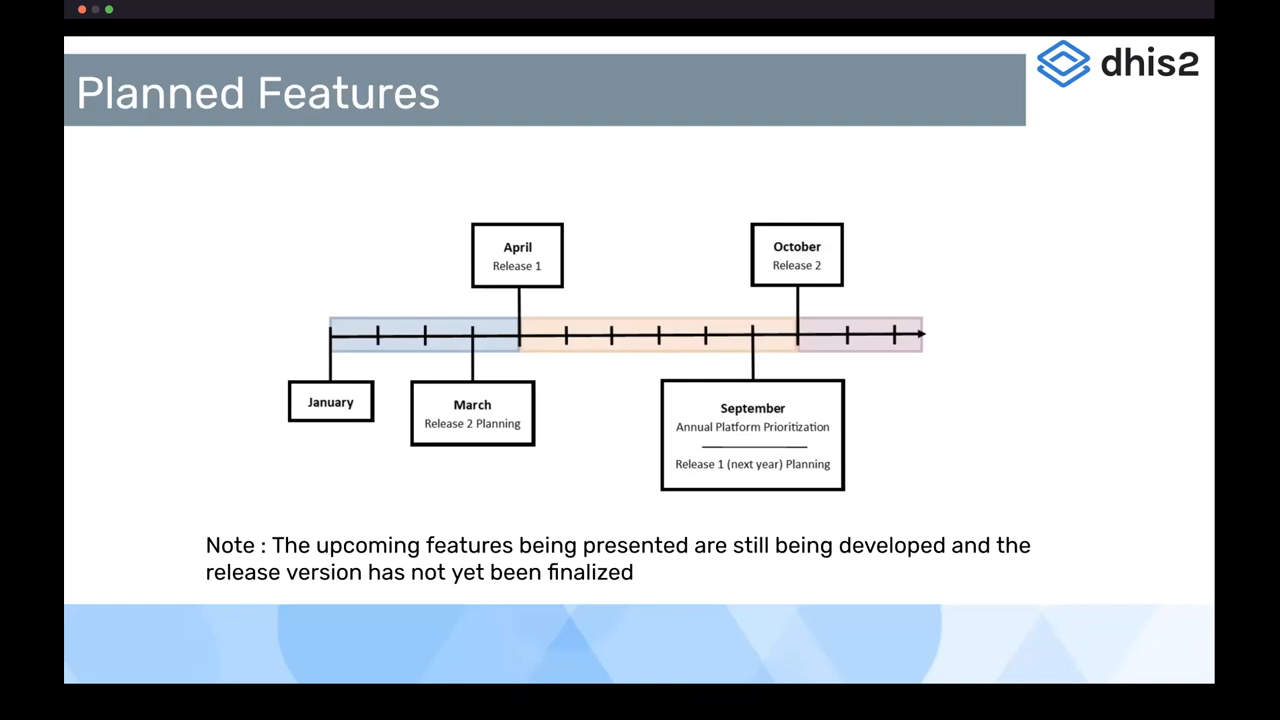 dhis2
Planned Features
April
Release 1
October
Release 2
January
March
Release 2 Planning
September
Annual Platform Prioritization
Release 1 (next year) Planning
Note : The upcoming features being presented are still being developed and the
release version has not yet been finalized